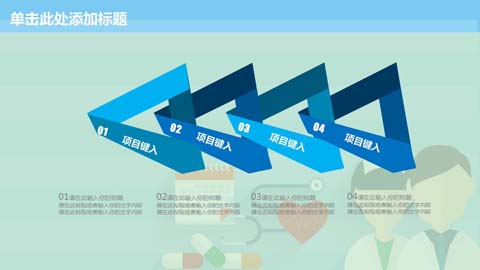 单击此处添加标题
01 项目键入
02 项目键入
03 项目键入
04 项目键入
01请在此输入你的标题
请在此粘贴或者输入你的文字内容
请在此粘贴或者输入你的文字内容
02请在此输入你的标题
请在此粘贴或者输入你的文字内容
请在此粘贴或者输入你的文字内容
03请在此输入你的标题
请在此粘贴或者输入你的文字内容
请在此粘贴或者输入你的文字内容
04请在此输入你的标题
请在此粘贴或者输入你的文字内容
请在此粘贴或者输入你的文字内容